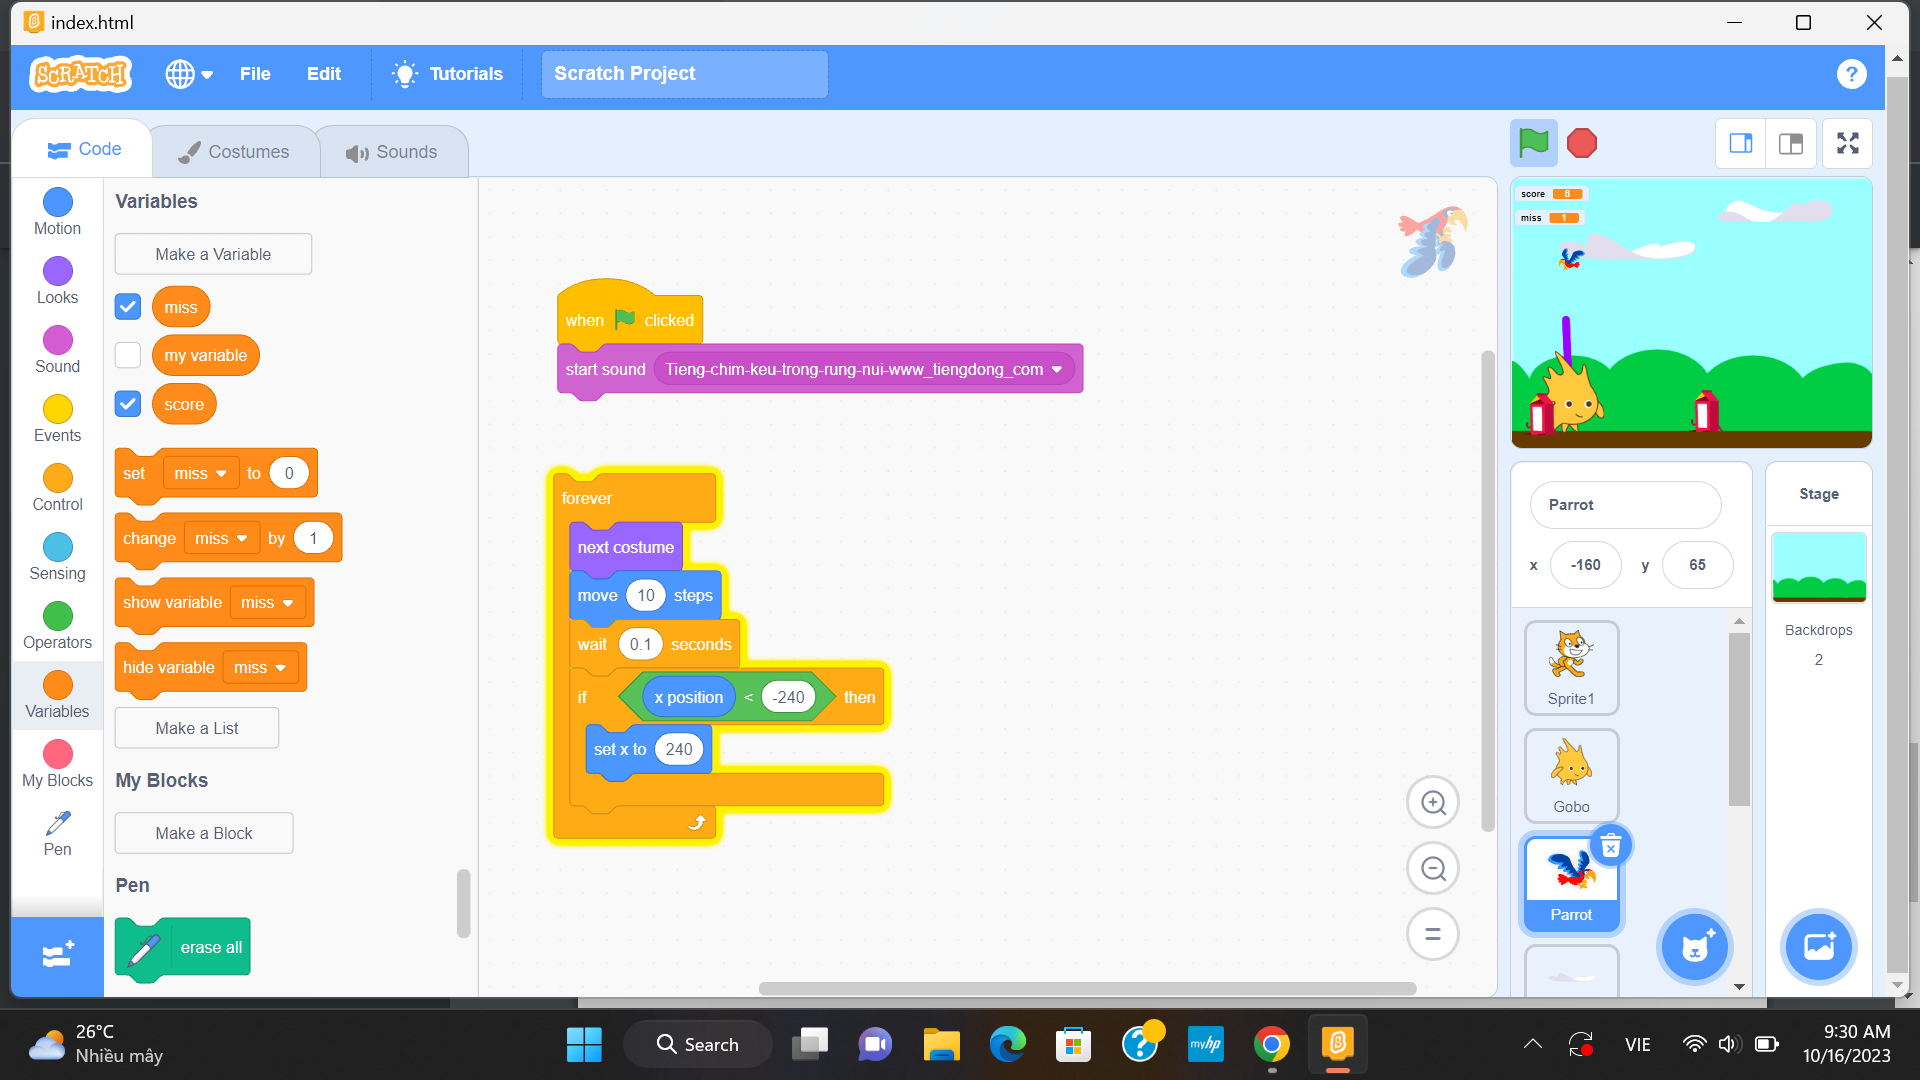 index.html
SCRATCH
File
Edit
Tutorials
Scratch Project
?
Code
Costumes
Sounds
Motion
Looks
Sound
Events
Control
Sensing
Operators
Variables
My Blocks
Pen
Variables
Make a Variable
miss
my variable
score
set miss to 0
change miss by 1
show variable miss
hide variable miss
Make a List
My Blocks
Make a Block
Pen
erase all
when clicked
start sound Tieng-chim-keu-trong-rung-nui-www_tiengdong_com
forever
next costume
move 10 steps
wait 0.1 seconds
if x position < -240 then
set x to 240
score 6
miss 1
Parrot
x -160 y 65
Sprite1
Gobo
Parrot
Stage
Backdrops
2
26°C
Nhiều mây
Search
myhp
VIE
9:30 AM
10/16/2023